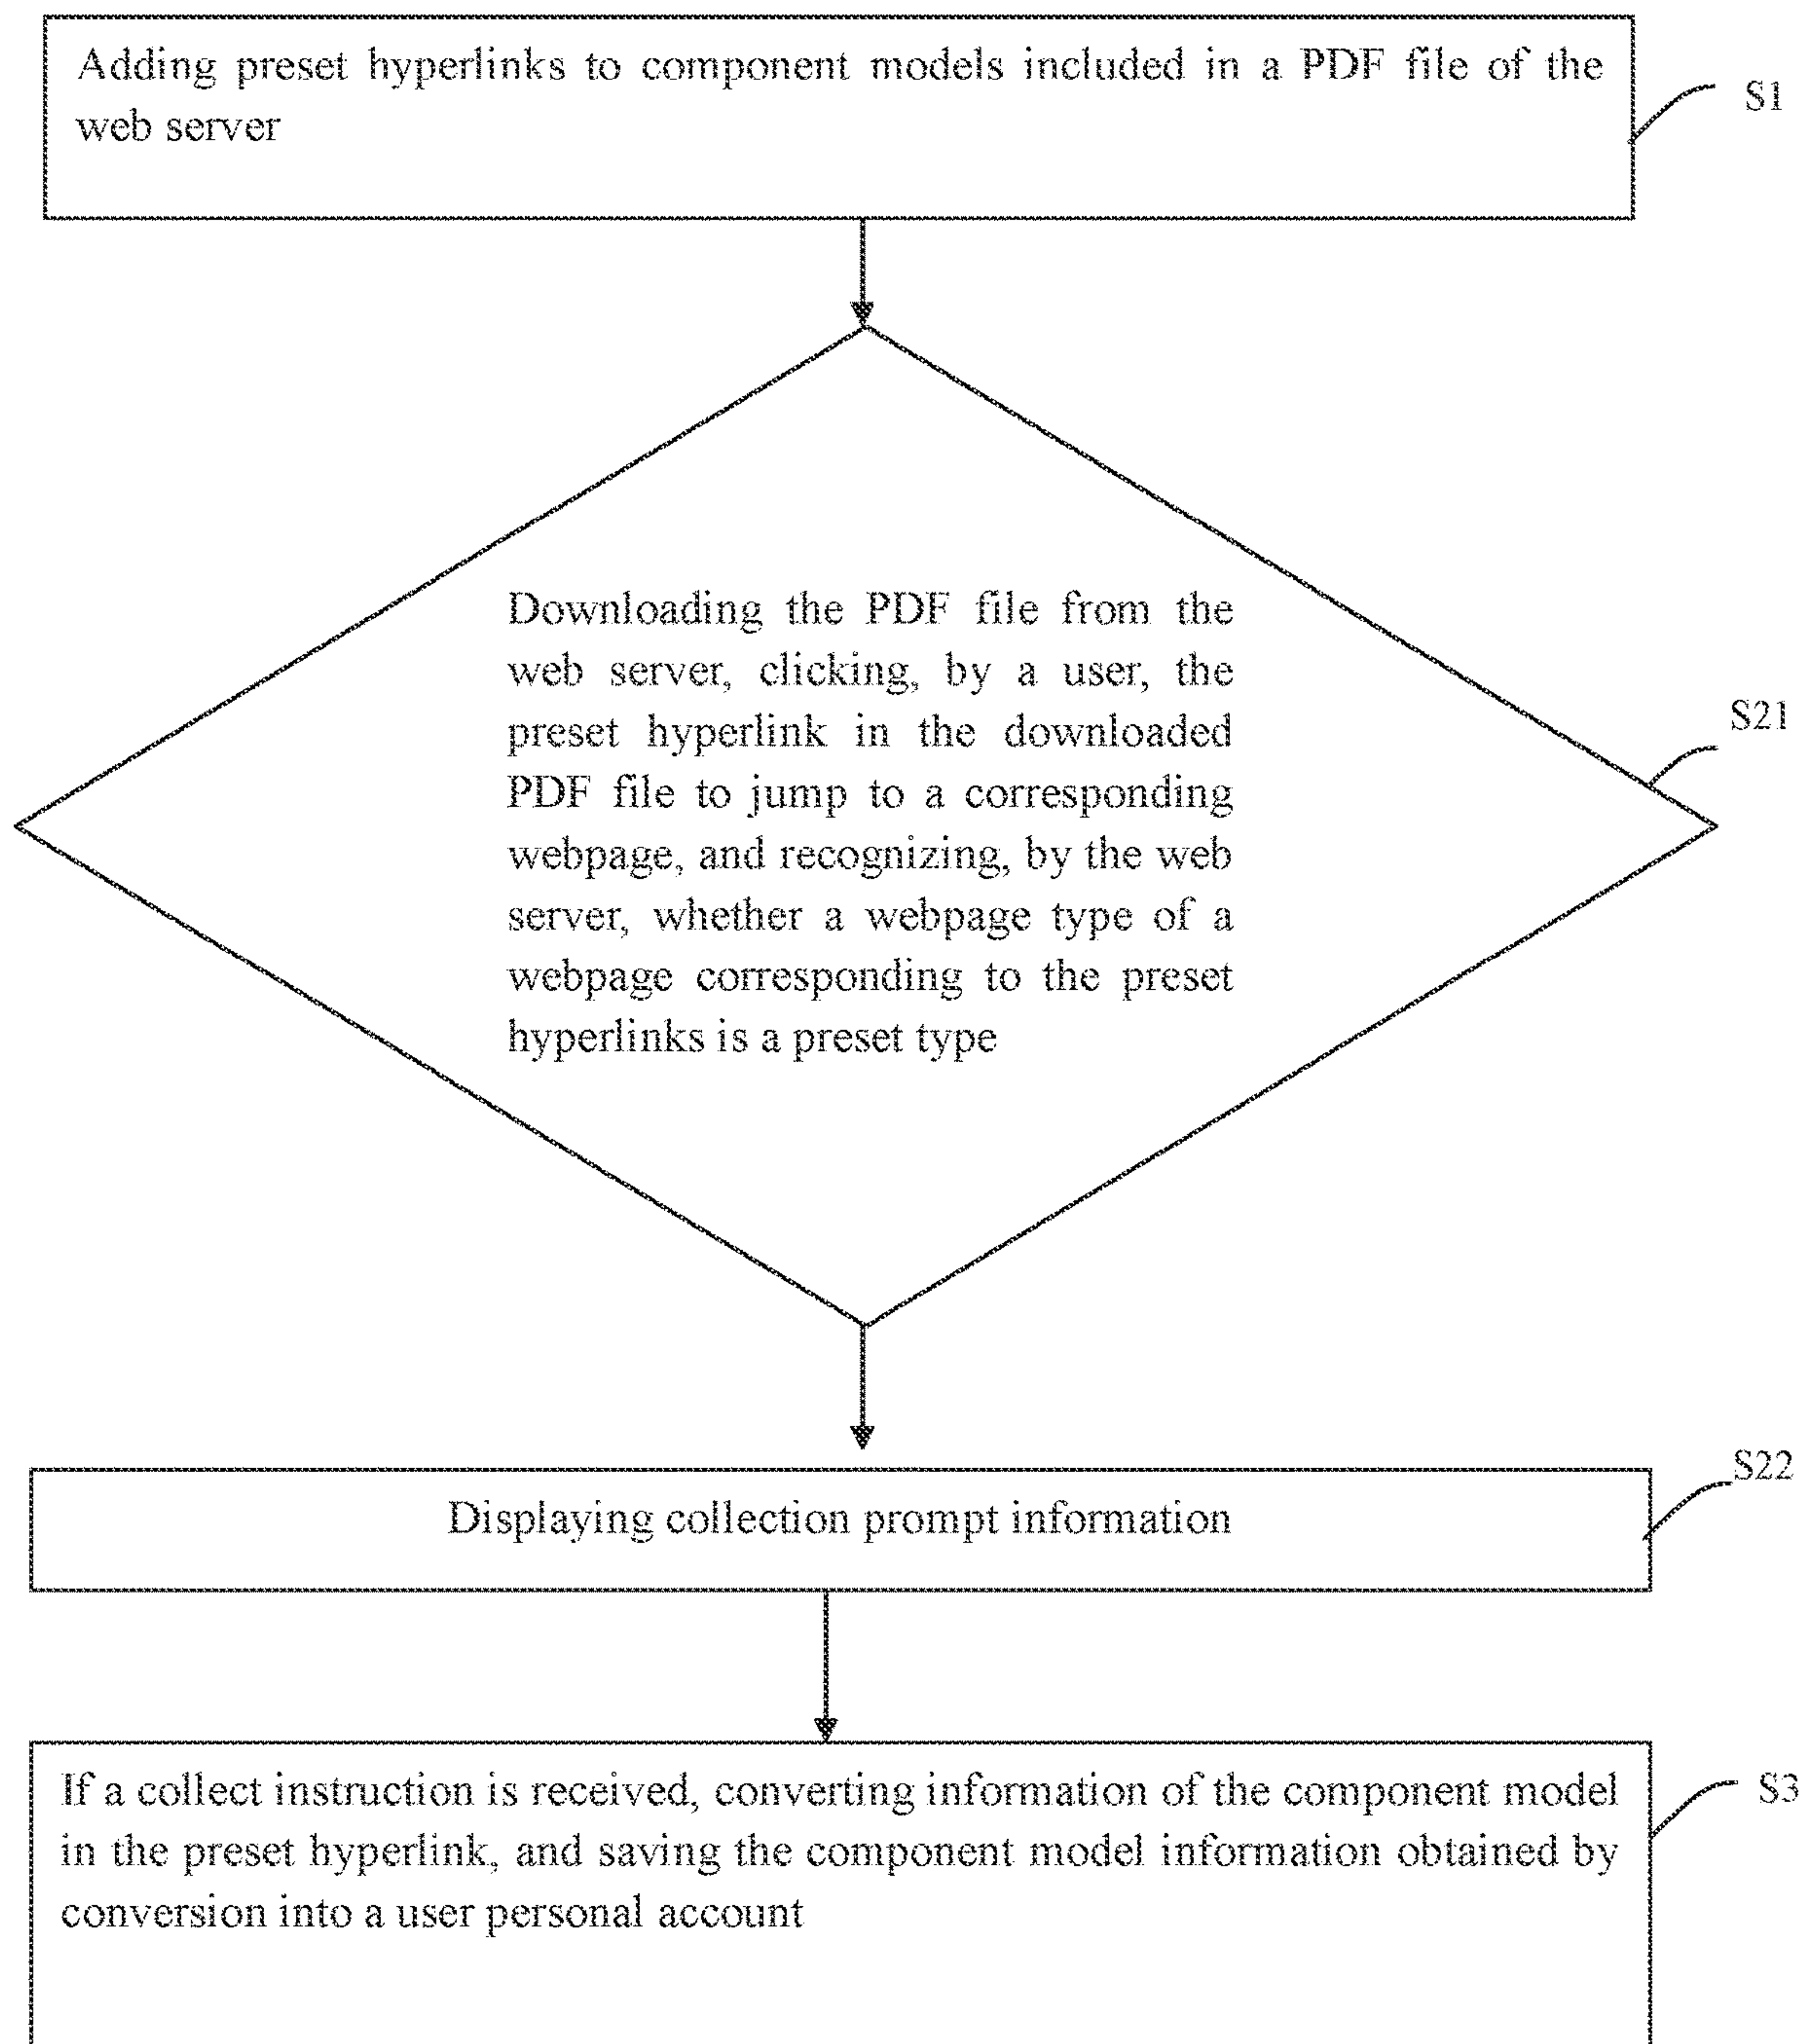 Adding preset hyperlinks to component models included in a PDF file of the
web server
S1
Downloading the PDF file from the
web server, clicking, by a user, the
preset hyperlink in the downloaded
PDF file to jump to a corresponding
webpage, and recognizing, by the web
server, whether a webpage type of a
webpage corresponding to the preset
hyperlinks is a preset type
S21
Displaying collection prompt information
S22
If a collect instruction is received, converting information of the component model
in the preset hyperlink, and saving the component model information obtained by
conversion into a user personal account
S3